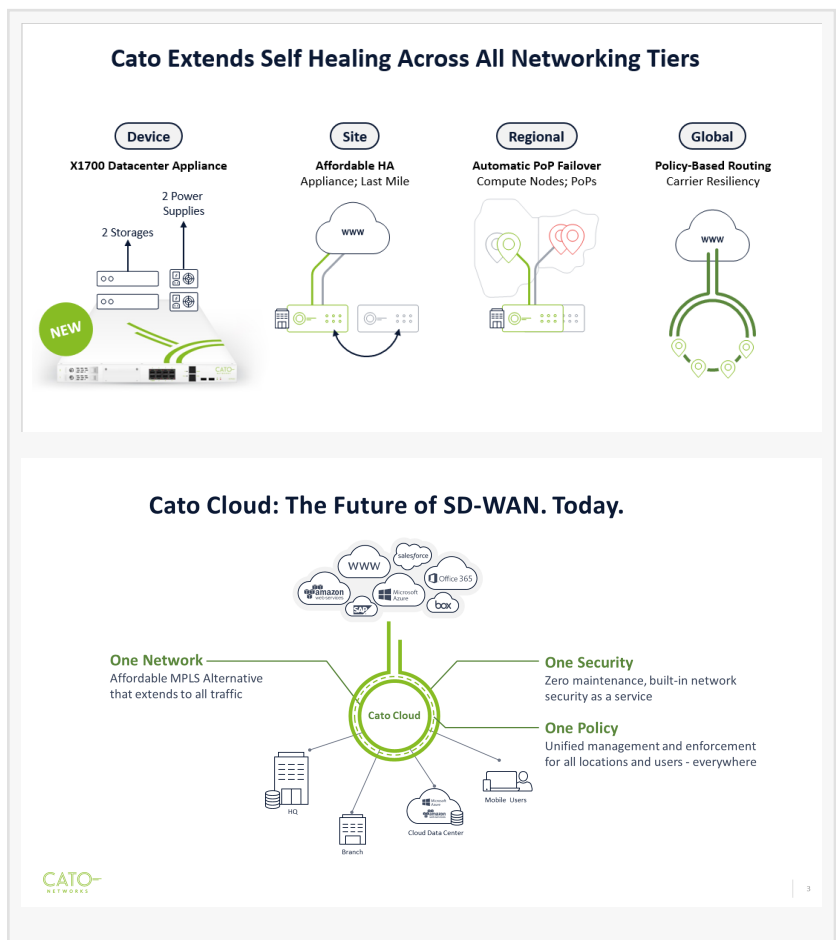 Cato Extends Self Healing Across All Networking Tiers
Device
X1700 Datacenter Appliance
2 Power
Supplies
2 Storages
NEW
CATO
Site
Affordable HA
Appliance; Last Mile
WWW
Regional
Automatic PoP Failover
Compute Nodes; PoPs
Global
Policy-Based Routing
Carrier Resiliency
WWW
Cato Cloud: The Future of SD-WAN. Today.
WWW
salesforce
Office 365
amazon
webservices
Microsoft
Azure
SAP
box
One Network
Affordable MPLS Alternative
that extends to all traffic
One Security
Zero maintenance, built-in network
security as a service
Cato Cloud
One Policy
Unified management and enforcement
for all locations and users - everywhere
HQ
Branch
Microsoft
Azure
amazon
Cloud Data Center
Mobile Users
CATO
NETWORKS
3